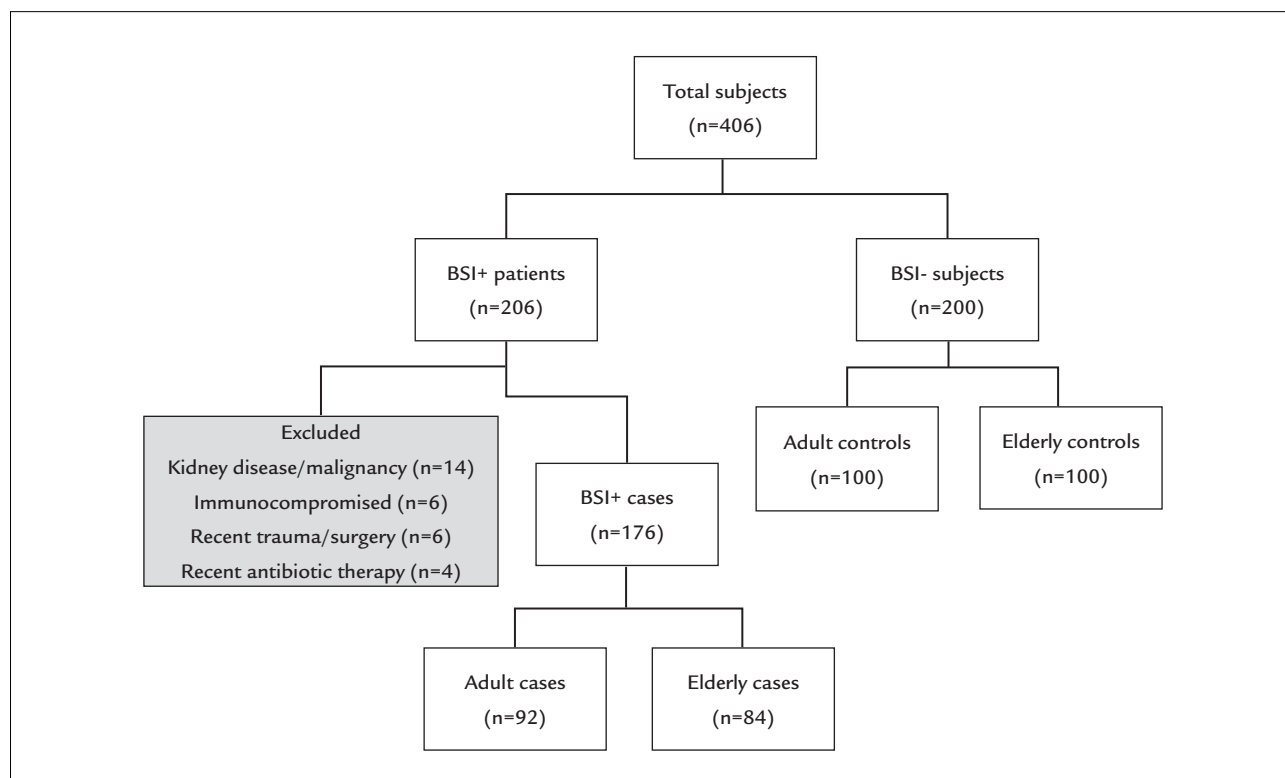 Total subjects
(n=406)
BSI+ patients
(n=206)
BSI- subjects
(n=200)
Excluded
Kidney disease/malignancy (n=14)
Immunocompromised (n=6)
Recent trauma/surgery (n=6)
Recent antibiotic therapy (n=4)
BSI+ cases
(n=176)
Adult controls
(n=100)
Elderly controls
(n=100)
Adult cases
(n=92)
Elderly cases
(n=84)